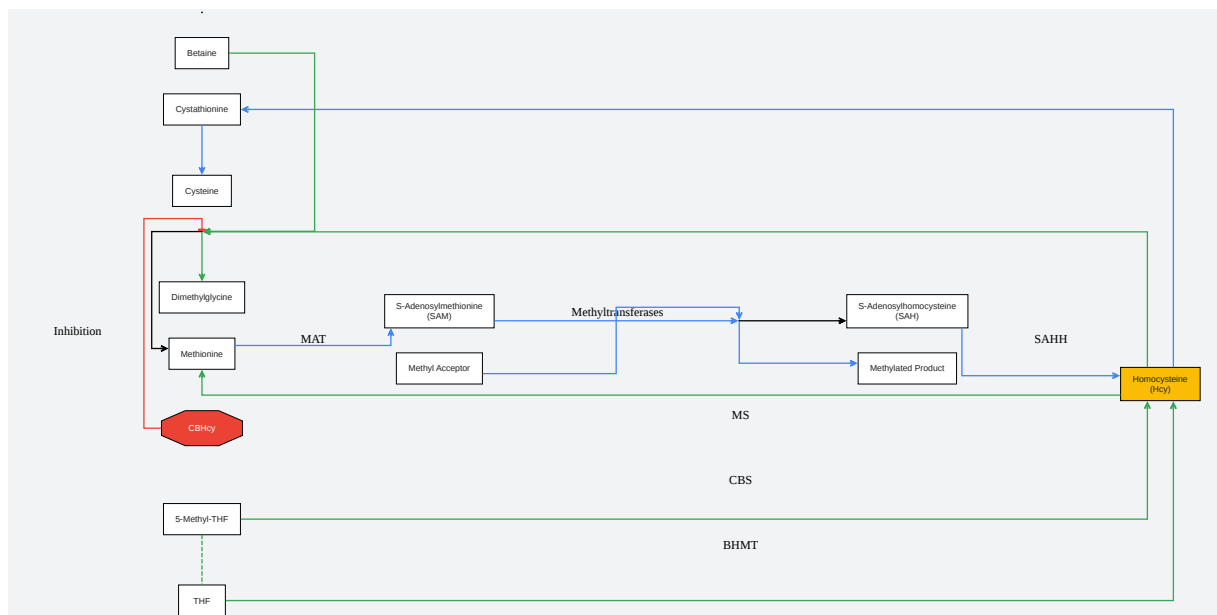 Betaine
Cystathionine
Cysteine
Dimethylglycine
S-Adenosylmethionine
(SAM)
Methyltransferases
S-Adenosylhomocysteine
(SAH)
Inhibition
MAT
SAHH
Methionine
Methyl Acceptor
Methylated Product
Homocysteine
(Hcy)
MS
CBHcy
CBS
5-Methyl-THF
BHMT
THF